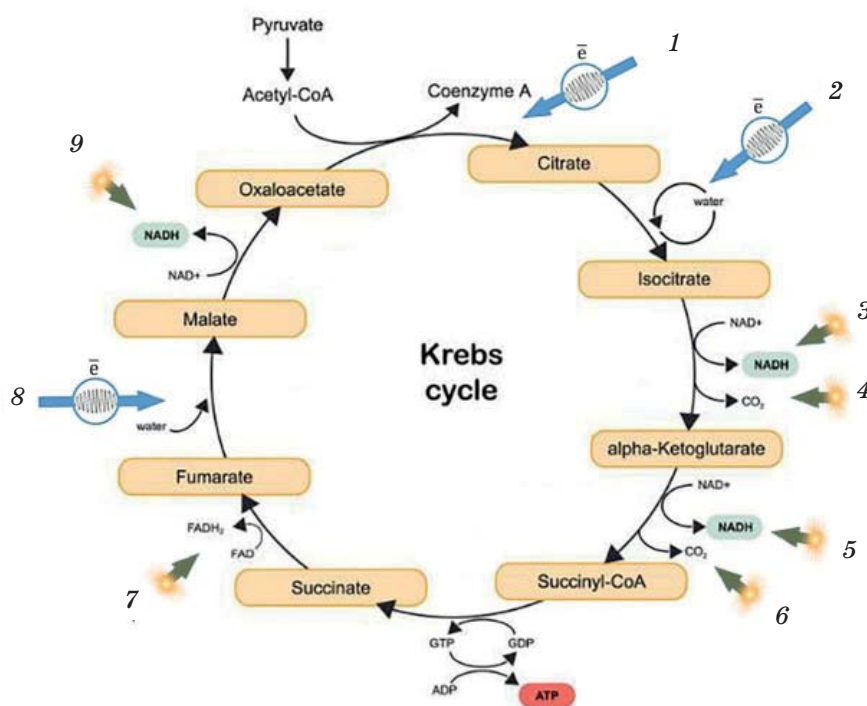 Pyruvate
Acetyl-CoA
Coenzyme A
e̅
1
e̅
2
9
Oxaloacetate
Citrate
water
NADH
NAD+
Isocitrate
Malate
Krebs
cycle
NAD+
3
NADH
CO₂
4
8
e̅
water
alpha-Ketoglutarate
Fumarate
NAD+
FADH₂
FAD
NADH
5
CO₂
7
Succinate
Succinyl-CoA
6
GTP
GDP
ADP
ATP